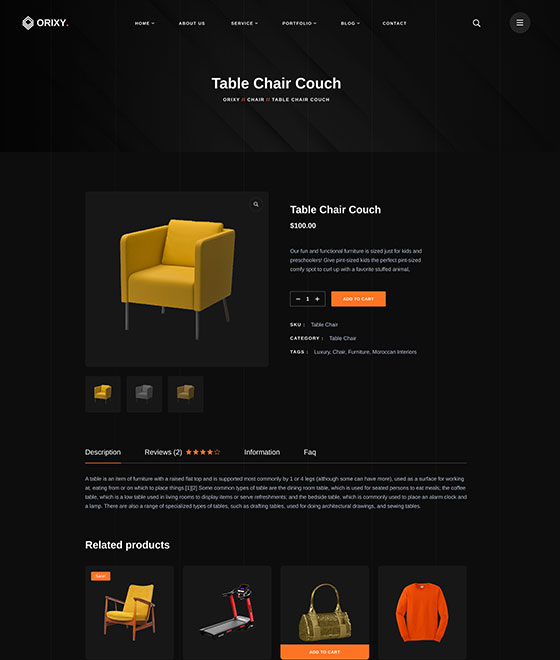 ORIXY.
HOME
ABOUT US
SERVICE
PORTFOLIO
BLOG
CONTACT
Table Chair Couch
ORIXY // CHAIR // TABLE CHAIR COUCH
Table Chair Couch
$100.00
Our fun and functional furniture is sized just for kids and
preschoolers! Give pint-sized kids the perfect pint-sized
comfy spot to curl up with a favorite stuffed animal,
− 1 +
ADD TO CART
SKU : Table Chair
CATEGORY : Table Chair
TAGS : Luxury, Chair, Furniture, Moroccan Interiors
Description
Reviews (2)
Information
Faq
A table is an item of furniture with a raised flat top and is supported most commonly by 1 or 4 legs (although some can have more), used as a surface for working
at, eating from or on which to place things.[1][2] Some common types of table are the dining room table, which is used for seated persons to eat meals; the coffee
table, which is a low table used in living rooms to display items or serve refreshments; and the bedside table, which is commonly used to place an alarm clock and
a lamp. There are also a range of specialized types of tables, such as drafting tables, used for doing architectural drawings, and sewing tables.
Related products
Sale!
ADD TO CART